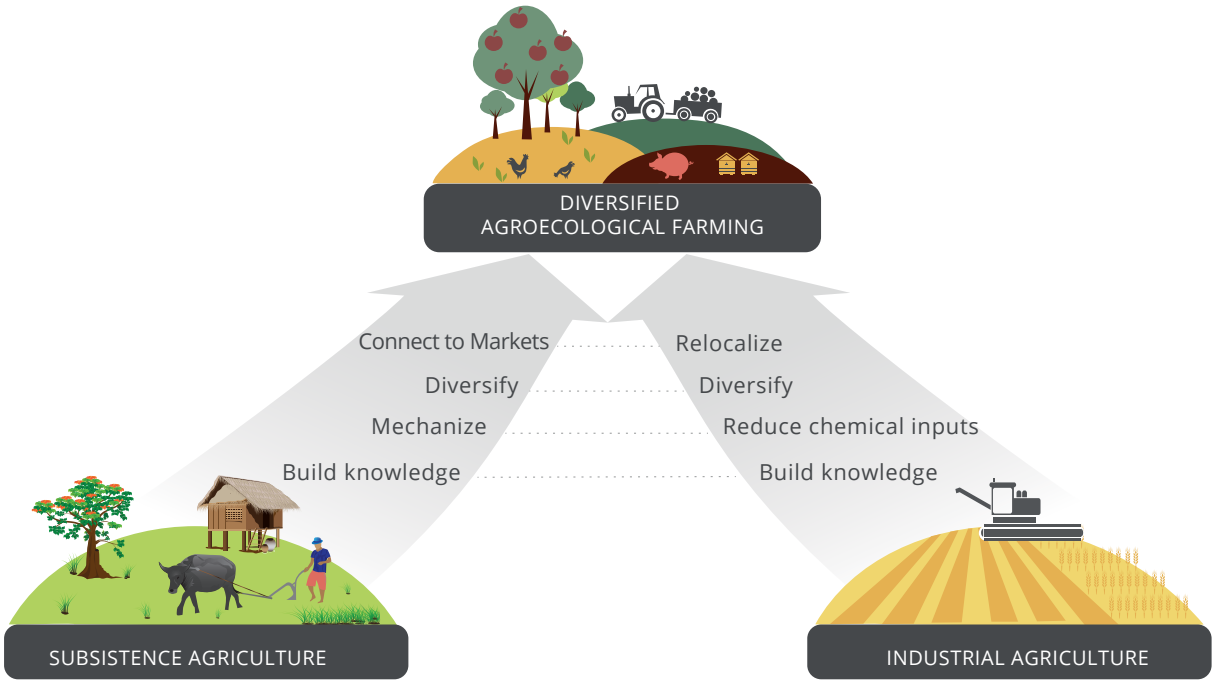 DIVERSIFIED
AGROECOLOGICAL FARMING
Connect to Markets
Relocalize
Diversify
Diversify
Mechanize
Reduce chemical inputs
Build knowledge
Build knowledge
SUBSISTENCE AGRICULTURE
INDUSTRIAL AGRICULTURE